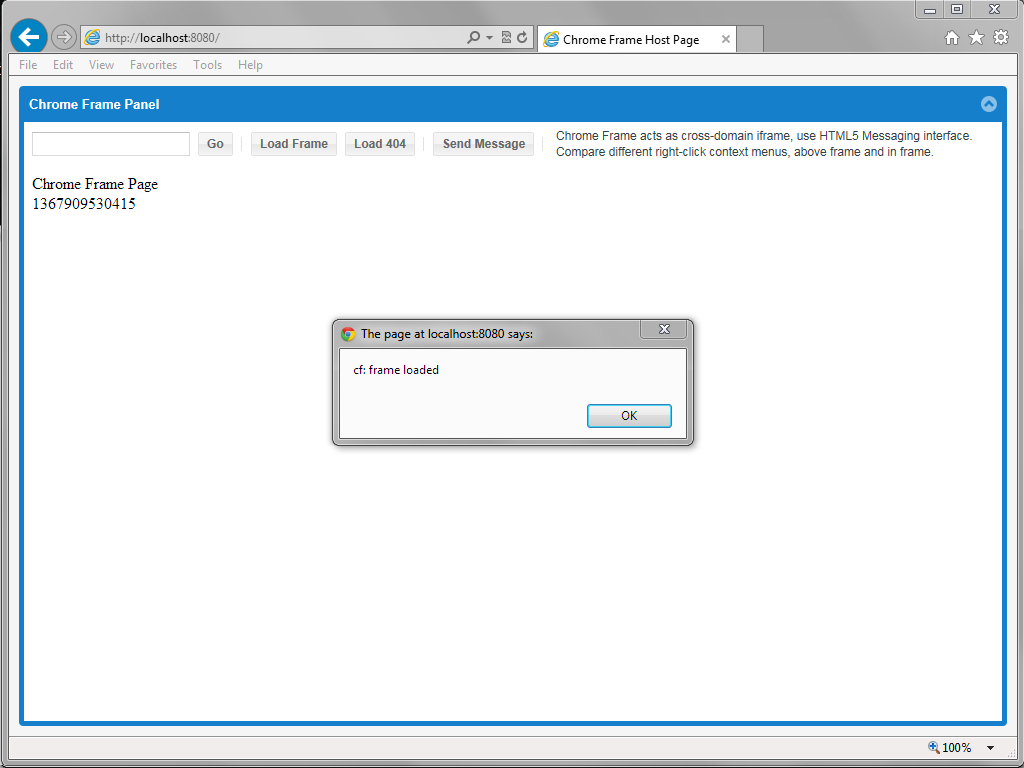 http://localhost:8080/
Chrome Frame Host Page
File Edit View Favorites Tools Help
Chrome Frame Panel
Go Load Frame Load 404 Send Message
Chrome Frame acts as cross-domain iframe, use HTML5 Messaging interface.
Compare different right-click context menus, above frame and in frame.
Chrome Frame Page
1367909530415
The page at localhost:8080 says:
cf: frame loaded
OK
100%